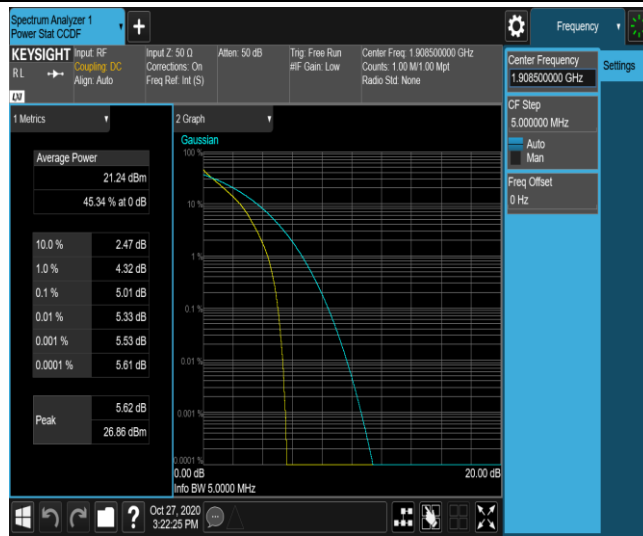 Spectrum Analyzer 1
Power Stat CCDF
+
Frequency
KEYSIGHT
RL
LXI
Input: RF
Coupling: DC
Align: Auto
Input Z: 50 Ω
Corrections: On
Freq Ref: Int (S)
Atten: 50 dB
Trig: Free Run
#IF Gain: Low
Center Freq: 1.908500000 GHz
Counts: 1.00 M/1.00 Mpt
Radio Std: None
Center Frequency
1.908500000 GHz
Settings
CF Step
5.000000 MHz
Auto
Man
Freq Offset
0 Hz
1 Metrics
Average Power
21.24 dBm
45.34 % at 0 dB
10.0 % 2.47 dB
1.0 % 4.32 dB
0.1 % 5.01 dB
0.01 % 5.33 dB
0.001 % 5.53 dB
0.0001 % 5.61 dB
Peak
5.62 dB
26.86 dBm
2 Graph
Gaussian
100 %
10 %
1 %
0.1 %
0.01 %
0.001 %
0.0001 %
0.00 dB 20.00 dB
Info BW 5.0000 MHz
?
Oct 27, 2020
3:22:25 PM